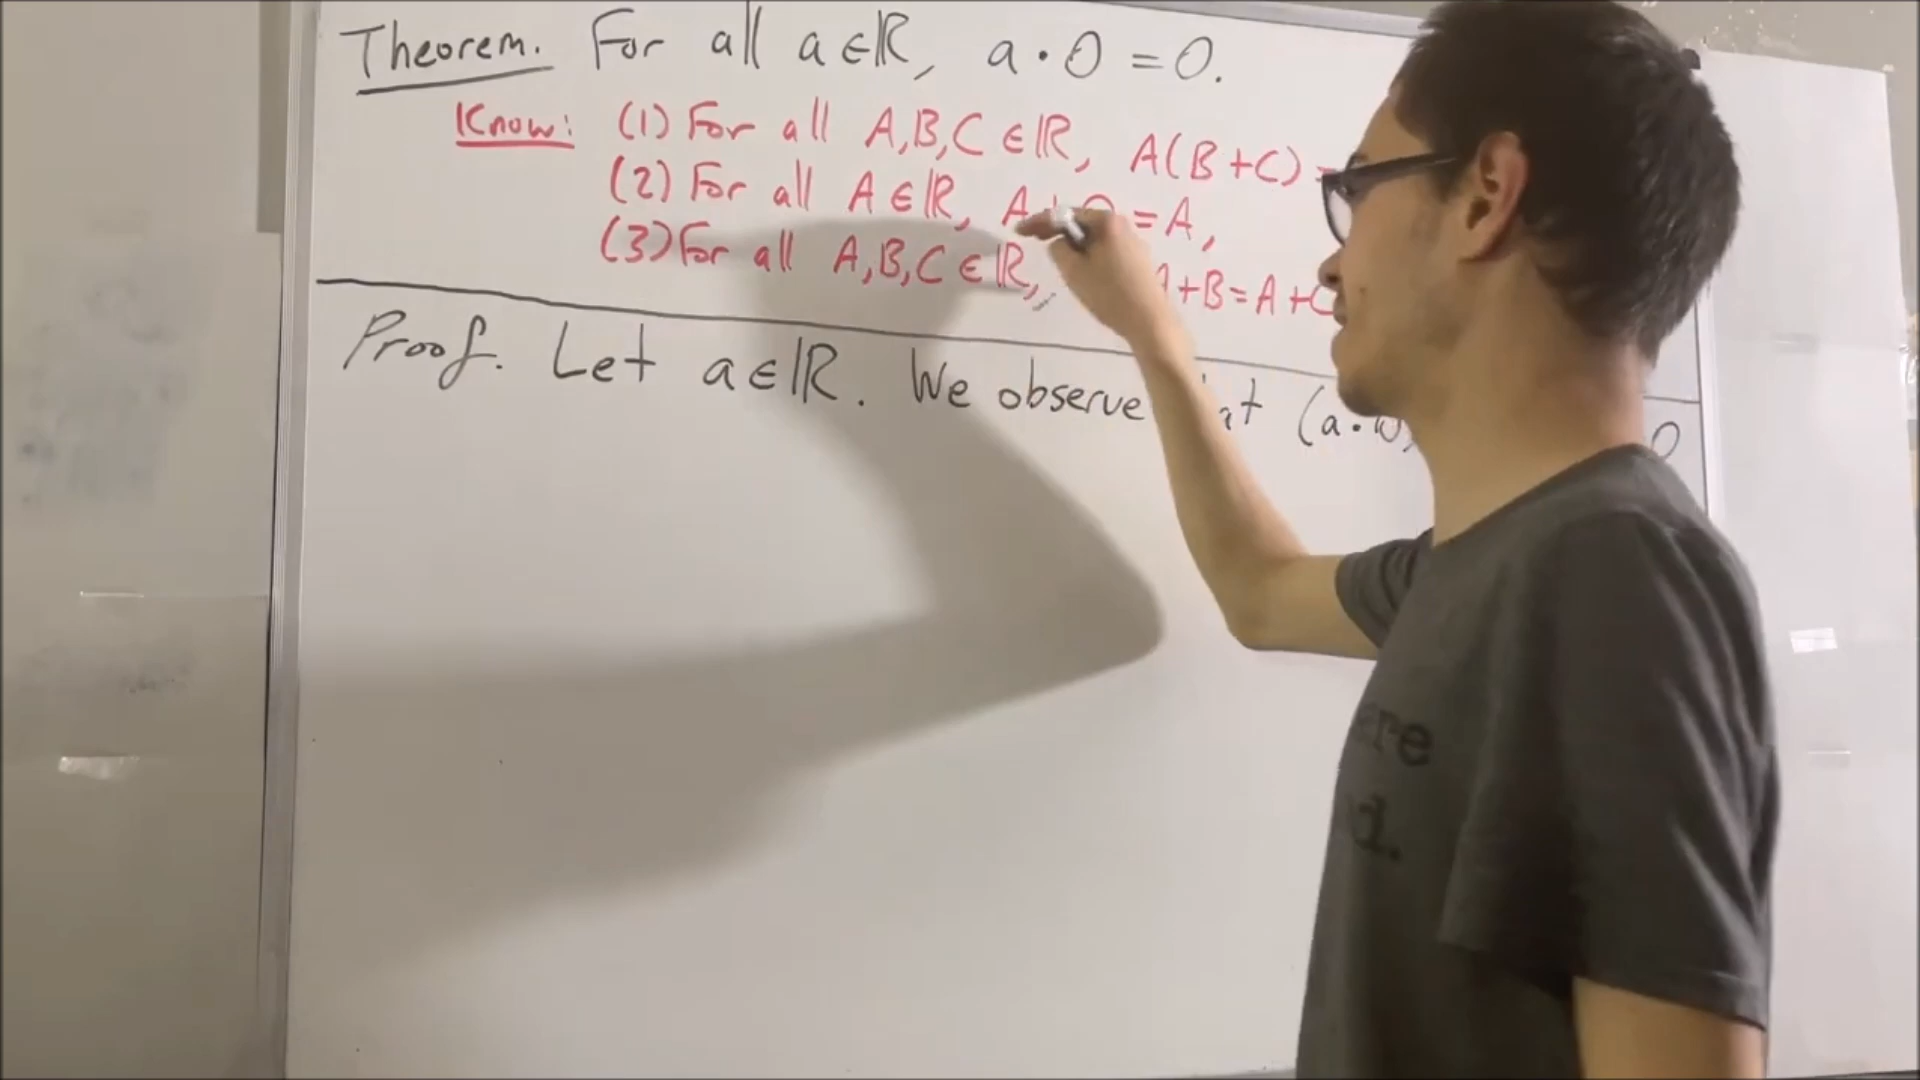 Theorem. For all a∈ℝ, a·0=0.
Know: (1) For all A,B,C∈ℝ, A(B+C)
(2) For all A∈ℝ, A+0=A,
(3) For all A,B,C∈ℝ, A+B=A+C
Proof. Let a∈ℝ. We observe (a·0) 0